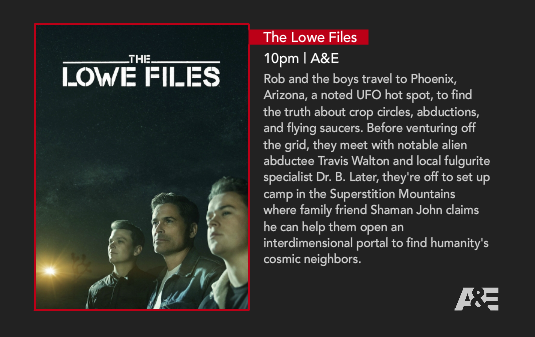 THE
LOWE FILES
The Lowe Files
10pm | A&E
Rob and the boys travel to Phoenix,
Arizona, a noted UFO hot spot, to find
the truth about crop circles, abductions,
and flying saucers. Before venturing off
the grid, they meet with notable alien
abductee Travis Walton and local fulgurite
specialist Dr. B. Later, they're off to set up
camp in the Superstition Mountains
where family friend Shaman John claims
he can help them open an
interdimensional portal to find humanity's
cosmic neighbors.
A&E